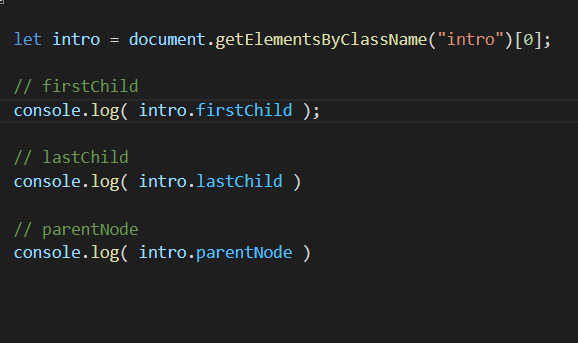 let intro = document.getElementsByClassName("intro")[0];
// firstChild
console.log( intro.firstChild );
// lastChild
console.log( intro.lastChild )
// parentNode
console.log( intro.parentNode )